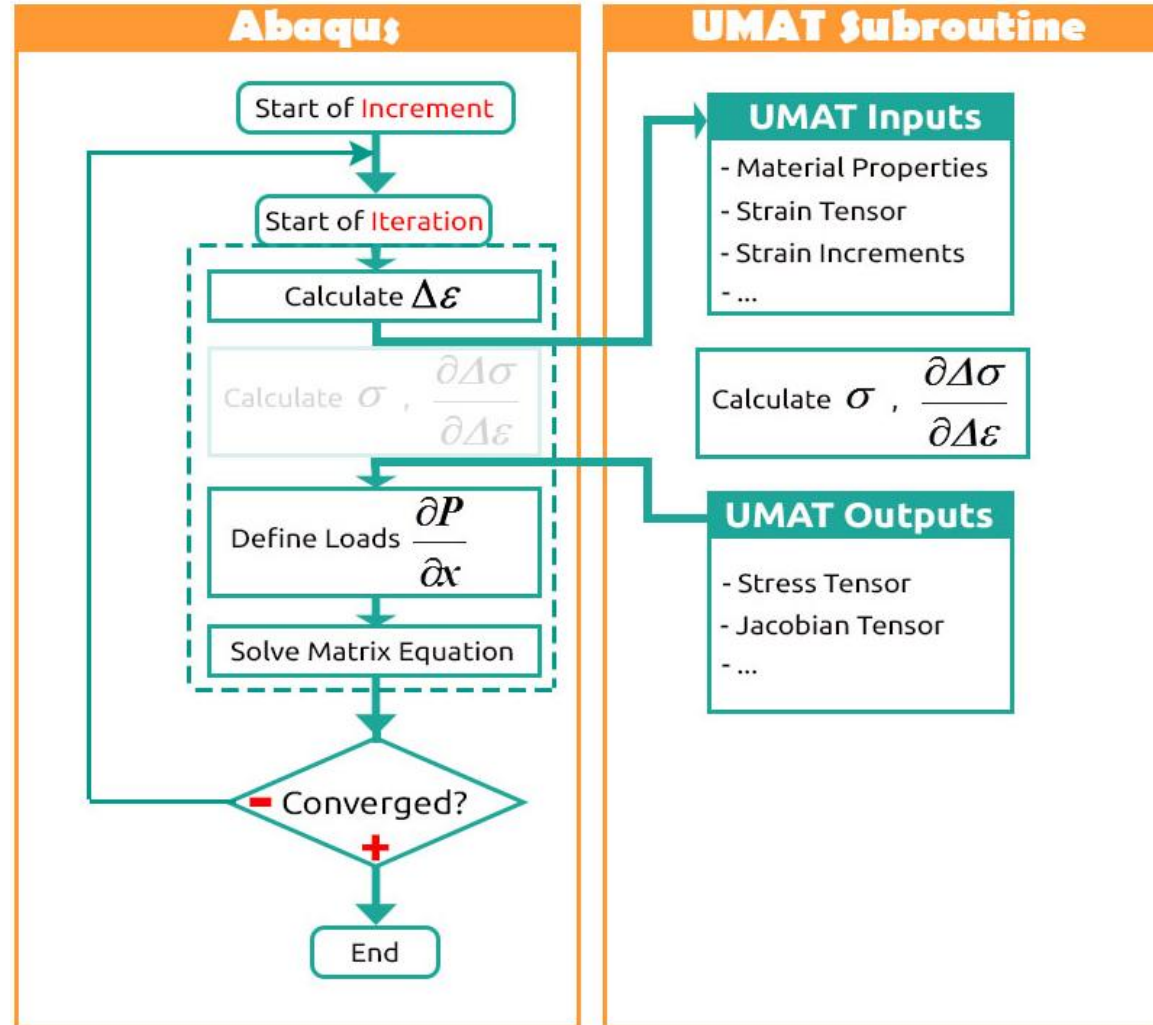 Abaqus
Start of Increment
Start of Iteration
Calculate Δε
Calculate σ , ∂Δσ/∂Δε
Define Loads ∂P/∂x
Solve Matrix Equation
- Converged?
+
End
UMAT Subroutine
UMAT Inputs
- Material Properties
- Strain Tensor
- Strain Increments
- ...
Calculate σ , ∂Δσ/∂Δε
UMAT Outputs
- Stress Tensor
- Jacobian Tensor
- ...